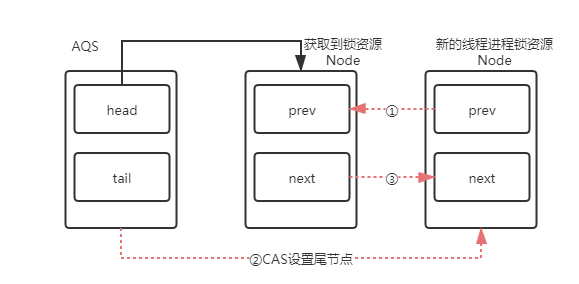 AQS
获取到锁资源
Node
新的线程进程锁资源
Node
head
prev
①
prev
tail
next
③
next
②CAS设置尾节点